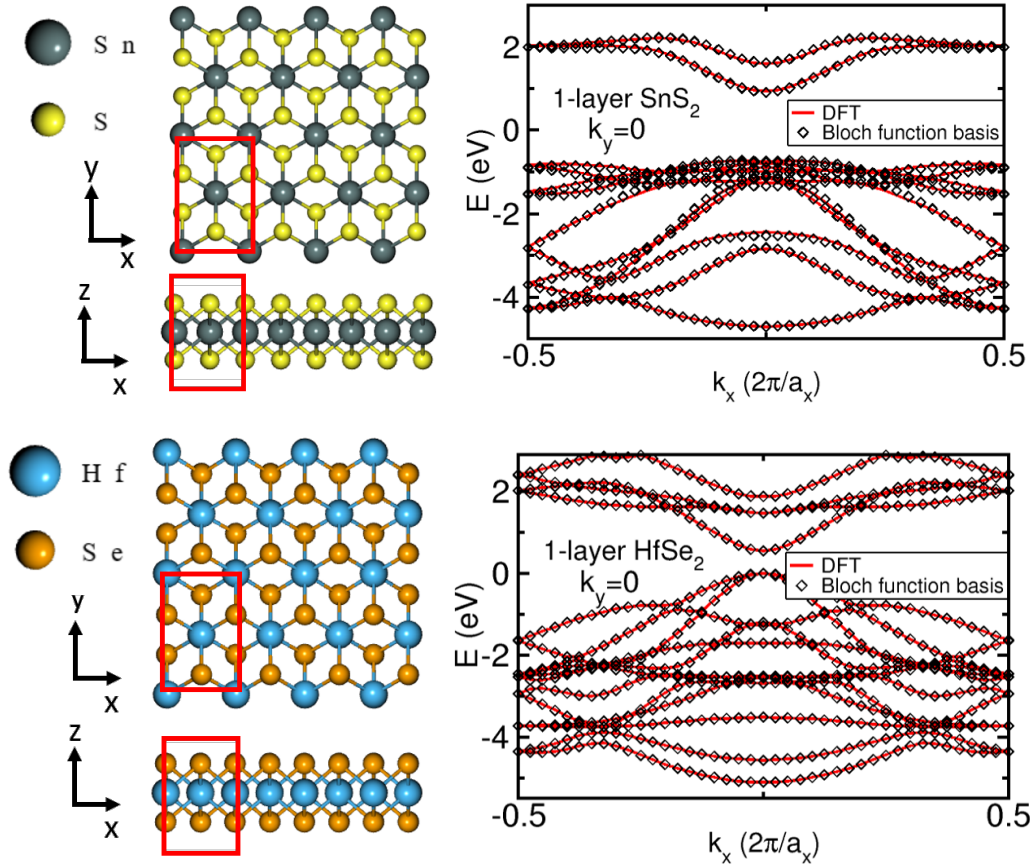 S n
S
y
x
z
x
2
0
-2
-4
E (eV)
1-layer SnS2
ky=0
DFT
Bloch function basis
-0.5
0.5
kx (2π/ax)
H f
S e
y
x
z
x
2
0
-2
-4
E (eV)
1-layer HfSe2
ky=0
DFT
Bloch function basis
-0.5
0.5
kx (2π/ax)